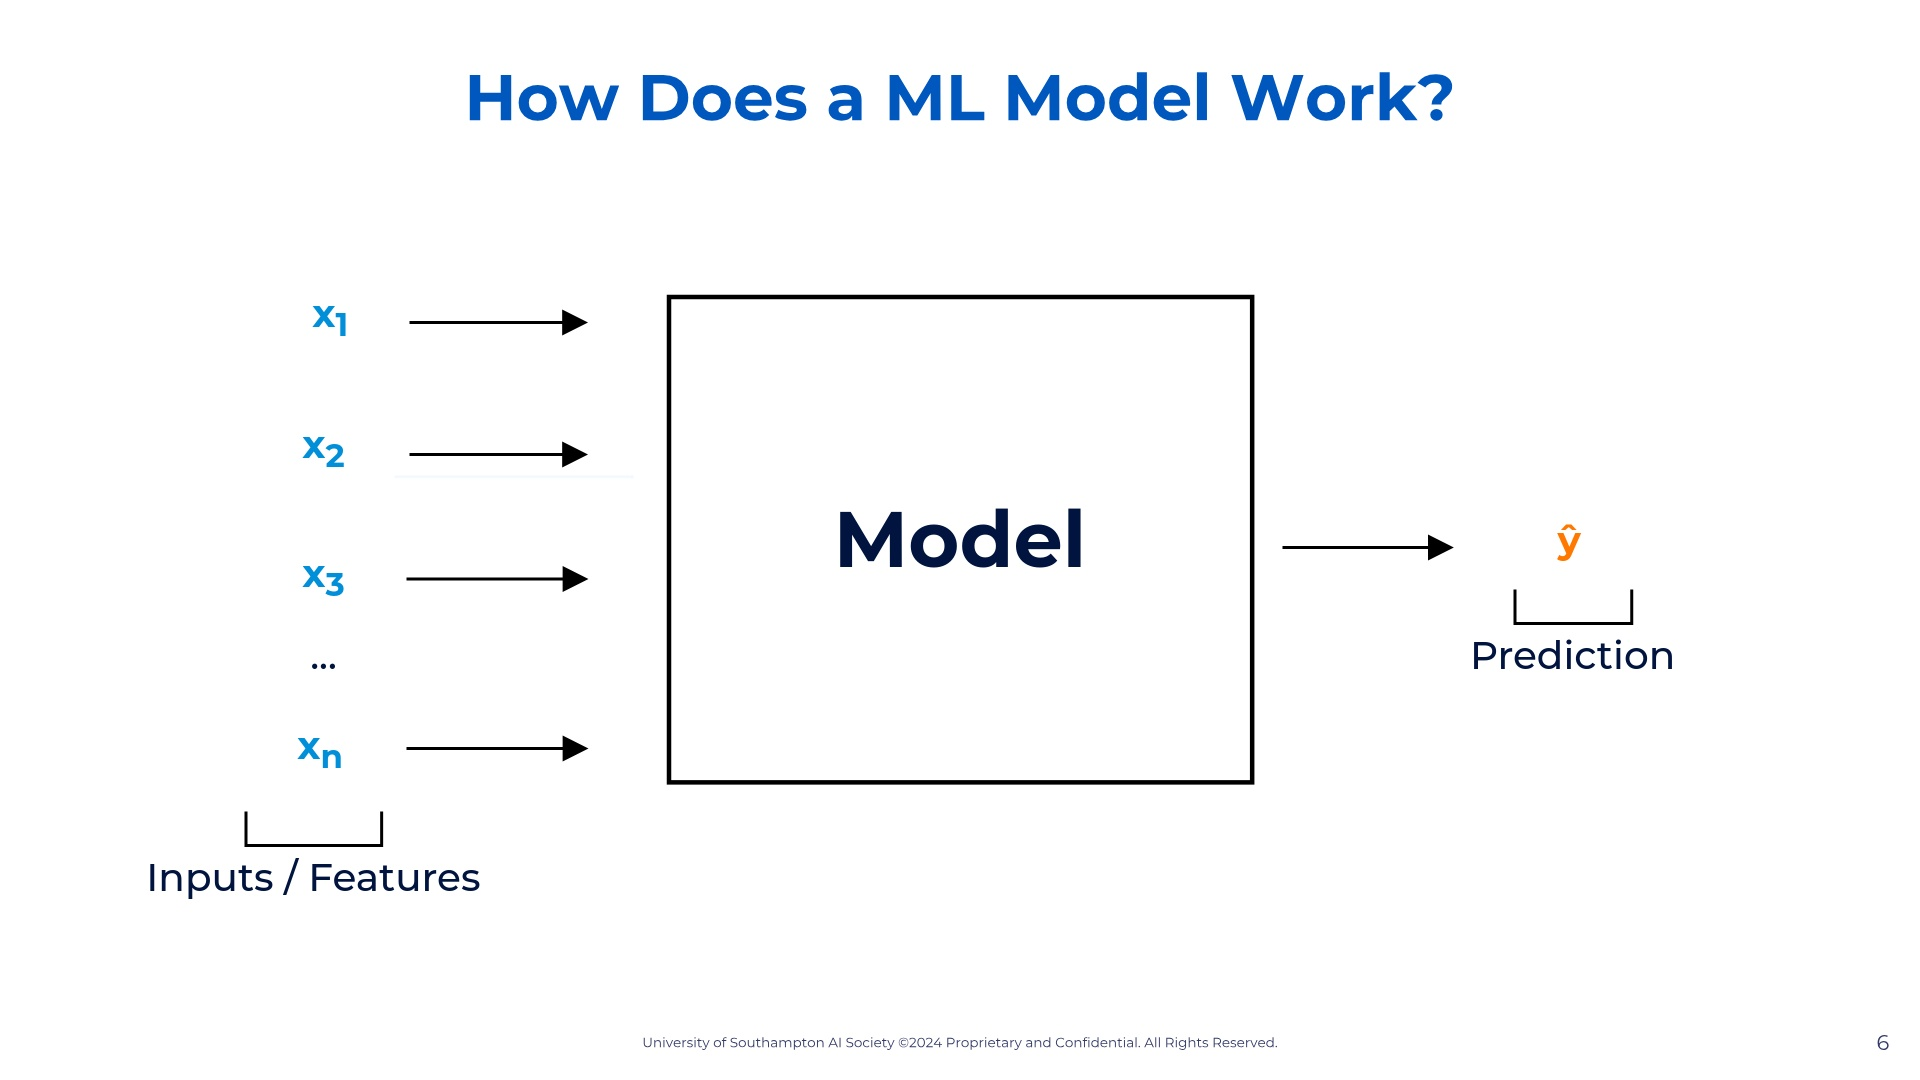 How Does a ML Model Work?
x₁
x₂
x₃
...
xₙ
Inputs / Features
Model
ŷ
Prediction
University of Southampton AI Society ©2024 Proprietary and Confidential. All Rights Reserved.
6